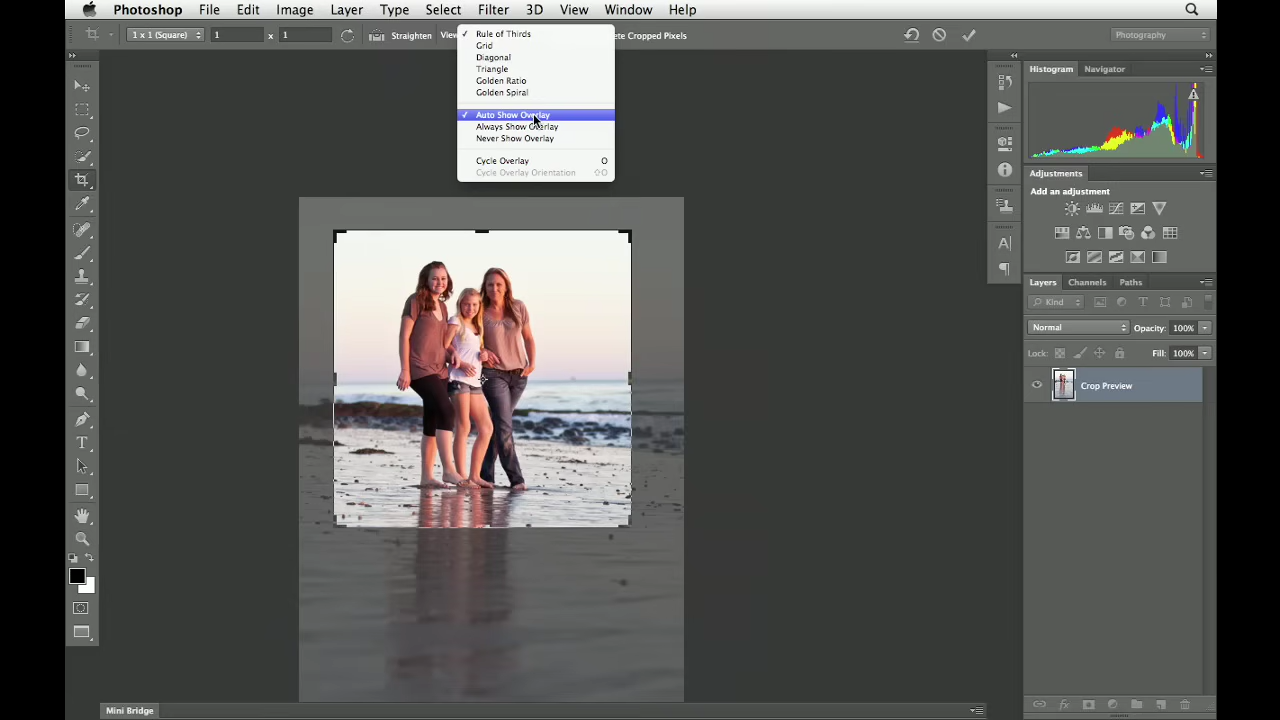 Photoshop File Edit Image Layer Type Select Filter 3D View Window Help
1 x 1 (Square) 1 x 1 Straighten View te Cropped Pixels Photography
Rule of Thirds
Grid
Diagonal
Triangle
Golden Ratio
Golden Spiral
Auto Show Overlay
Always Show Overlay
Never Show Overlay
Cycle Overlay O
Cycle Overlay Orientation ⇧O
Histogram Navigator
Adjustments
Add an adjustment
Layers Channels Paths
Kind
Normal Opacity: 100%
Lock: Fill: 100%
Crop Preview
Mini Bridge